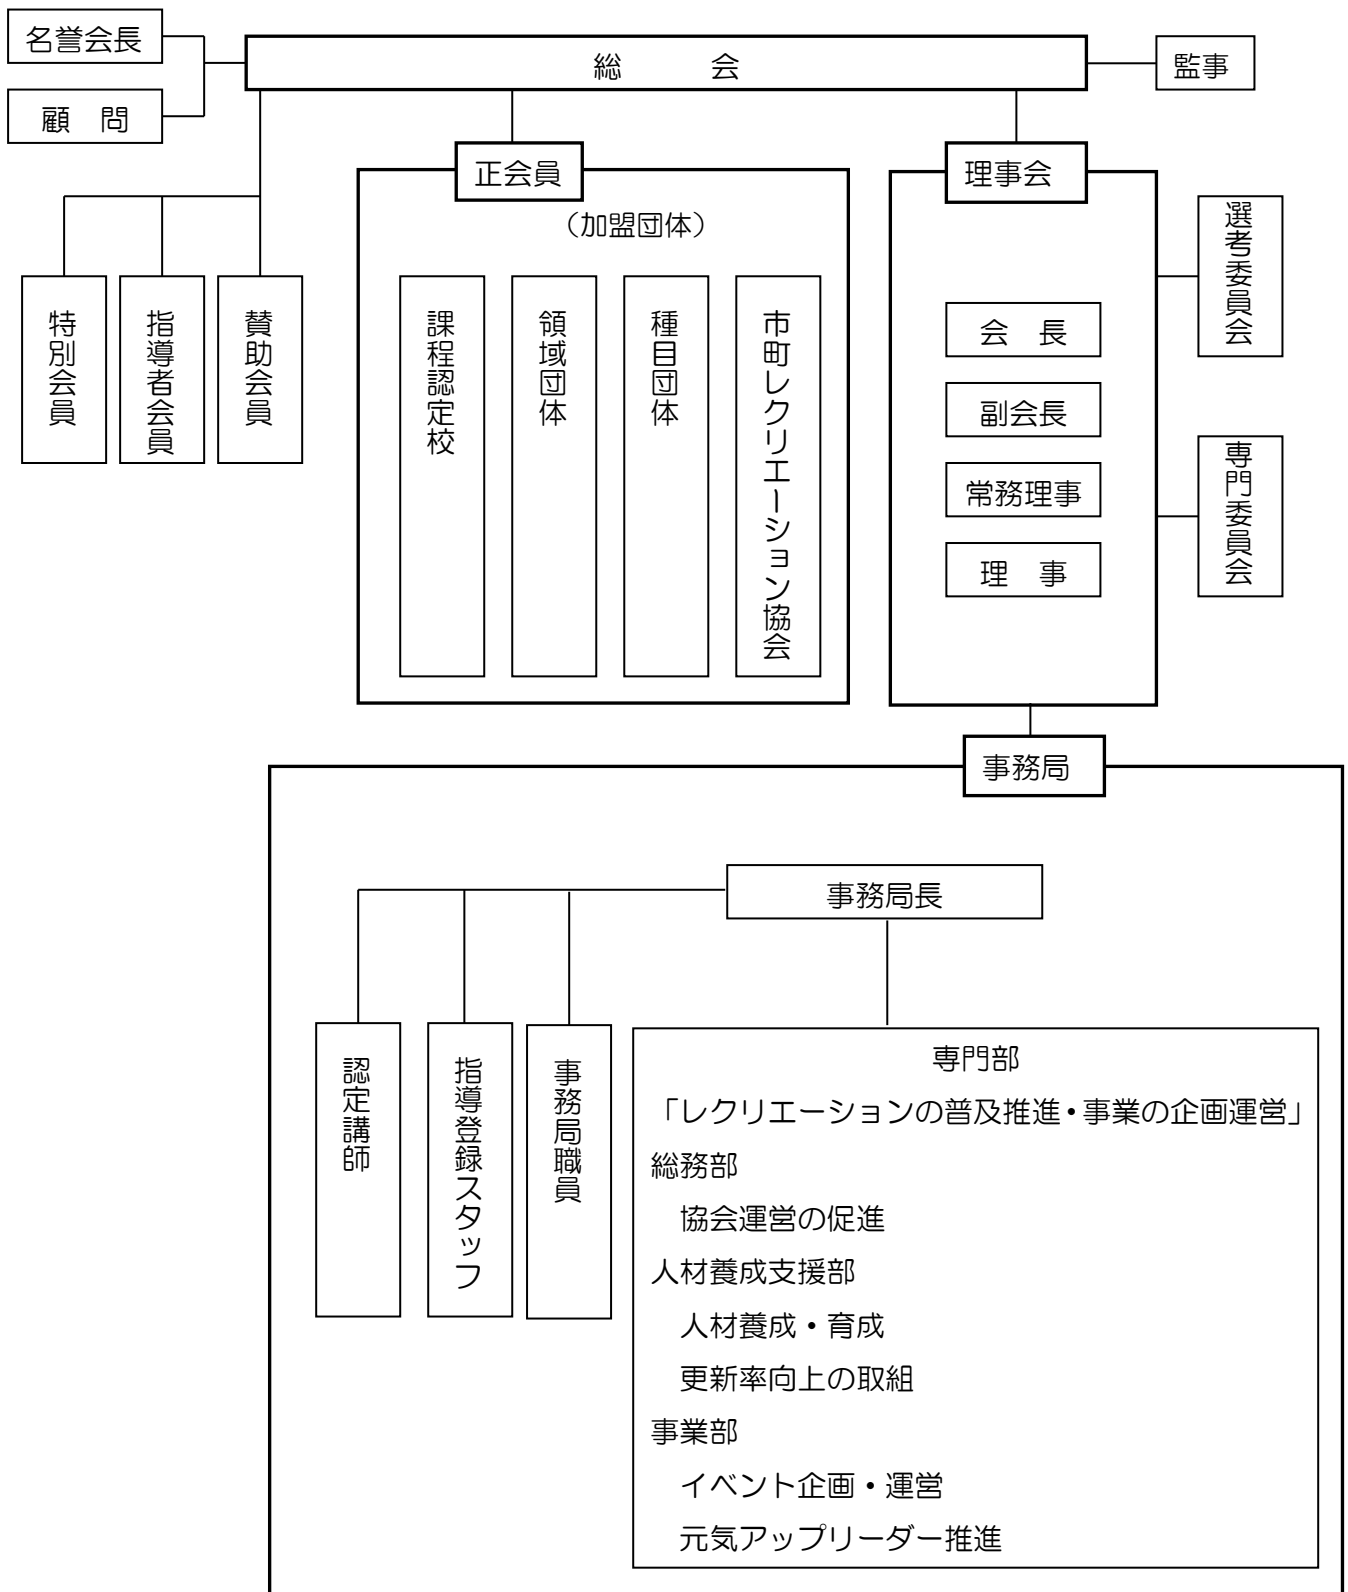 名誉会長
総　会
監事
顧　問
正会員
理事会
（加盟団体）
特別会員
指導者会員
賛助会員
課程認定校
領域団体
種目団体
市町レクリエーション協会
会　長
副会長
常務理事
理　事
選考委員会
専門委員会
事務局
事務局長
認定講師
指導登録スタッフ
事務局職員
専門部
「レクリエーションの普及推進・事業の企画運営」
総務部
協会運営の促進
人材養成支援部
人材養成・育成
更新率向上の取組
事業部
イベント企画・運営
元気アップリーダー推進